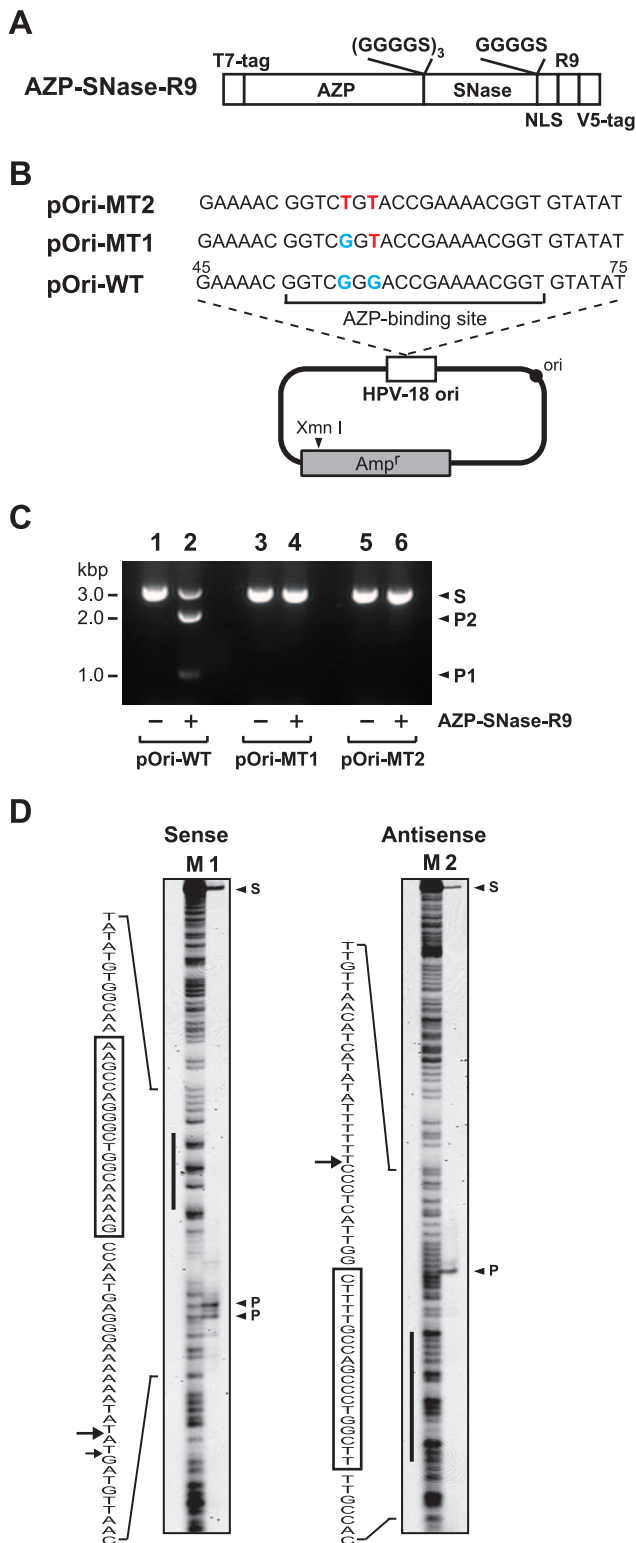 A
AZP-SNase-R9
T7-tag
(GGGGS)3
GGGGS
R9
AZP
SNase
NLS
V5-tag
B
pOri-MT2 GAAAAC GGTCTGTACCGAAAACGGT GTATAT
pOri-MT1 GAAAAC GGTCGGTACCGAAAACGGT GTATAT
45 75
pOri-WT GAAAAC GGTCGGGACCGAAAACGGT GTATAT
AZP-binding site
HPV-18 ori
ori
Xmn I
Ampr
C
1 2 3 4 5 6
kbp
3.0
2.0
1.0
S
P2
P1
− + − + − + AZP-SNase-R9
pOri-WT pOri-MT1 pOri-MT2
D
Sense
M 1
S
P
P
TATATGTGGCAA AAGCCAGGGCTGGCAAAAG CCAATGAGGGAAAAAATATATGATGTTAAC
Antisense
M 2
S
P
TTGTTAACATCATATATTTTTTCCCTCATTGG CTTTTGCCAGCCCTGGCTT TTGCCAC